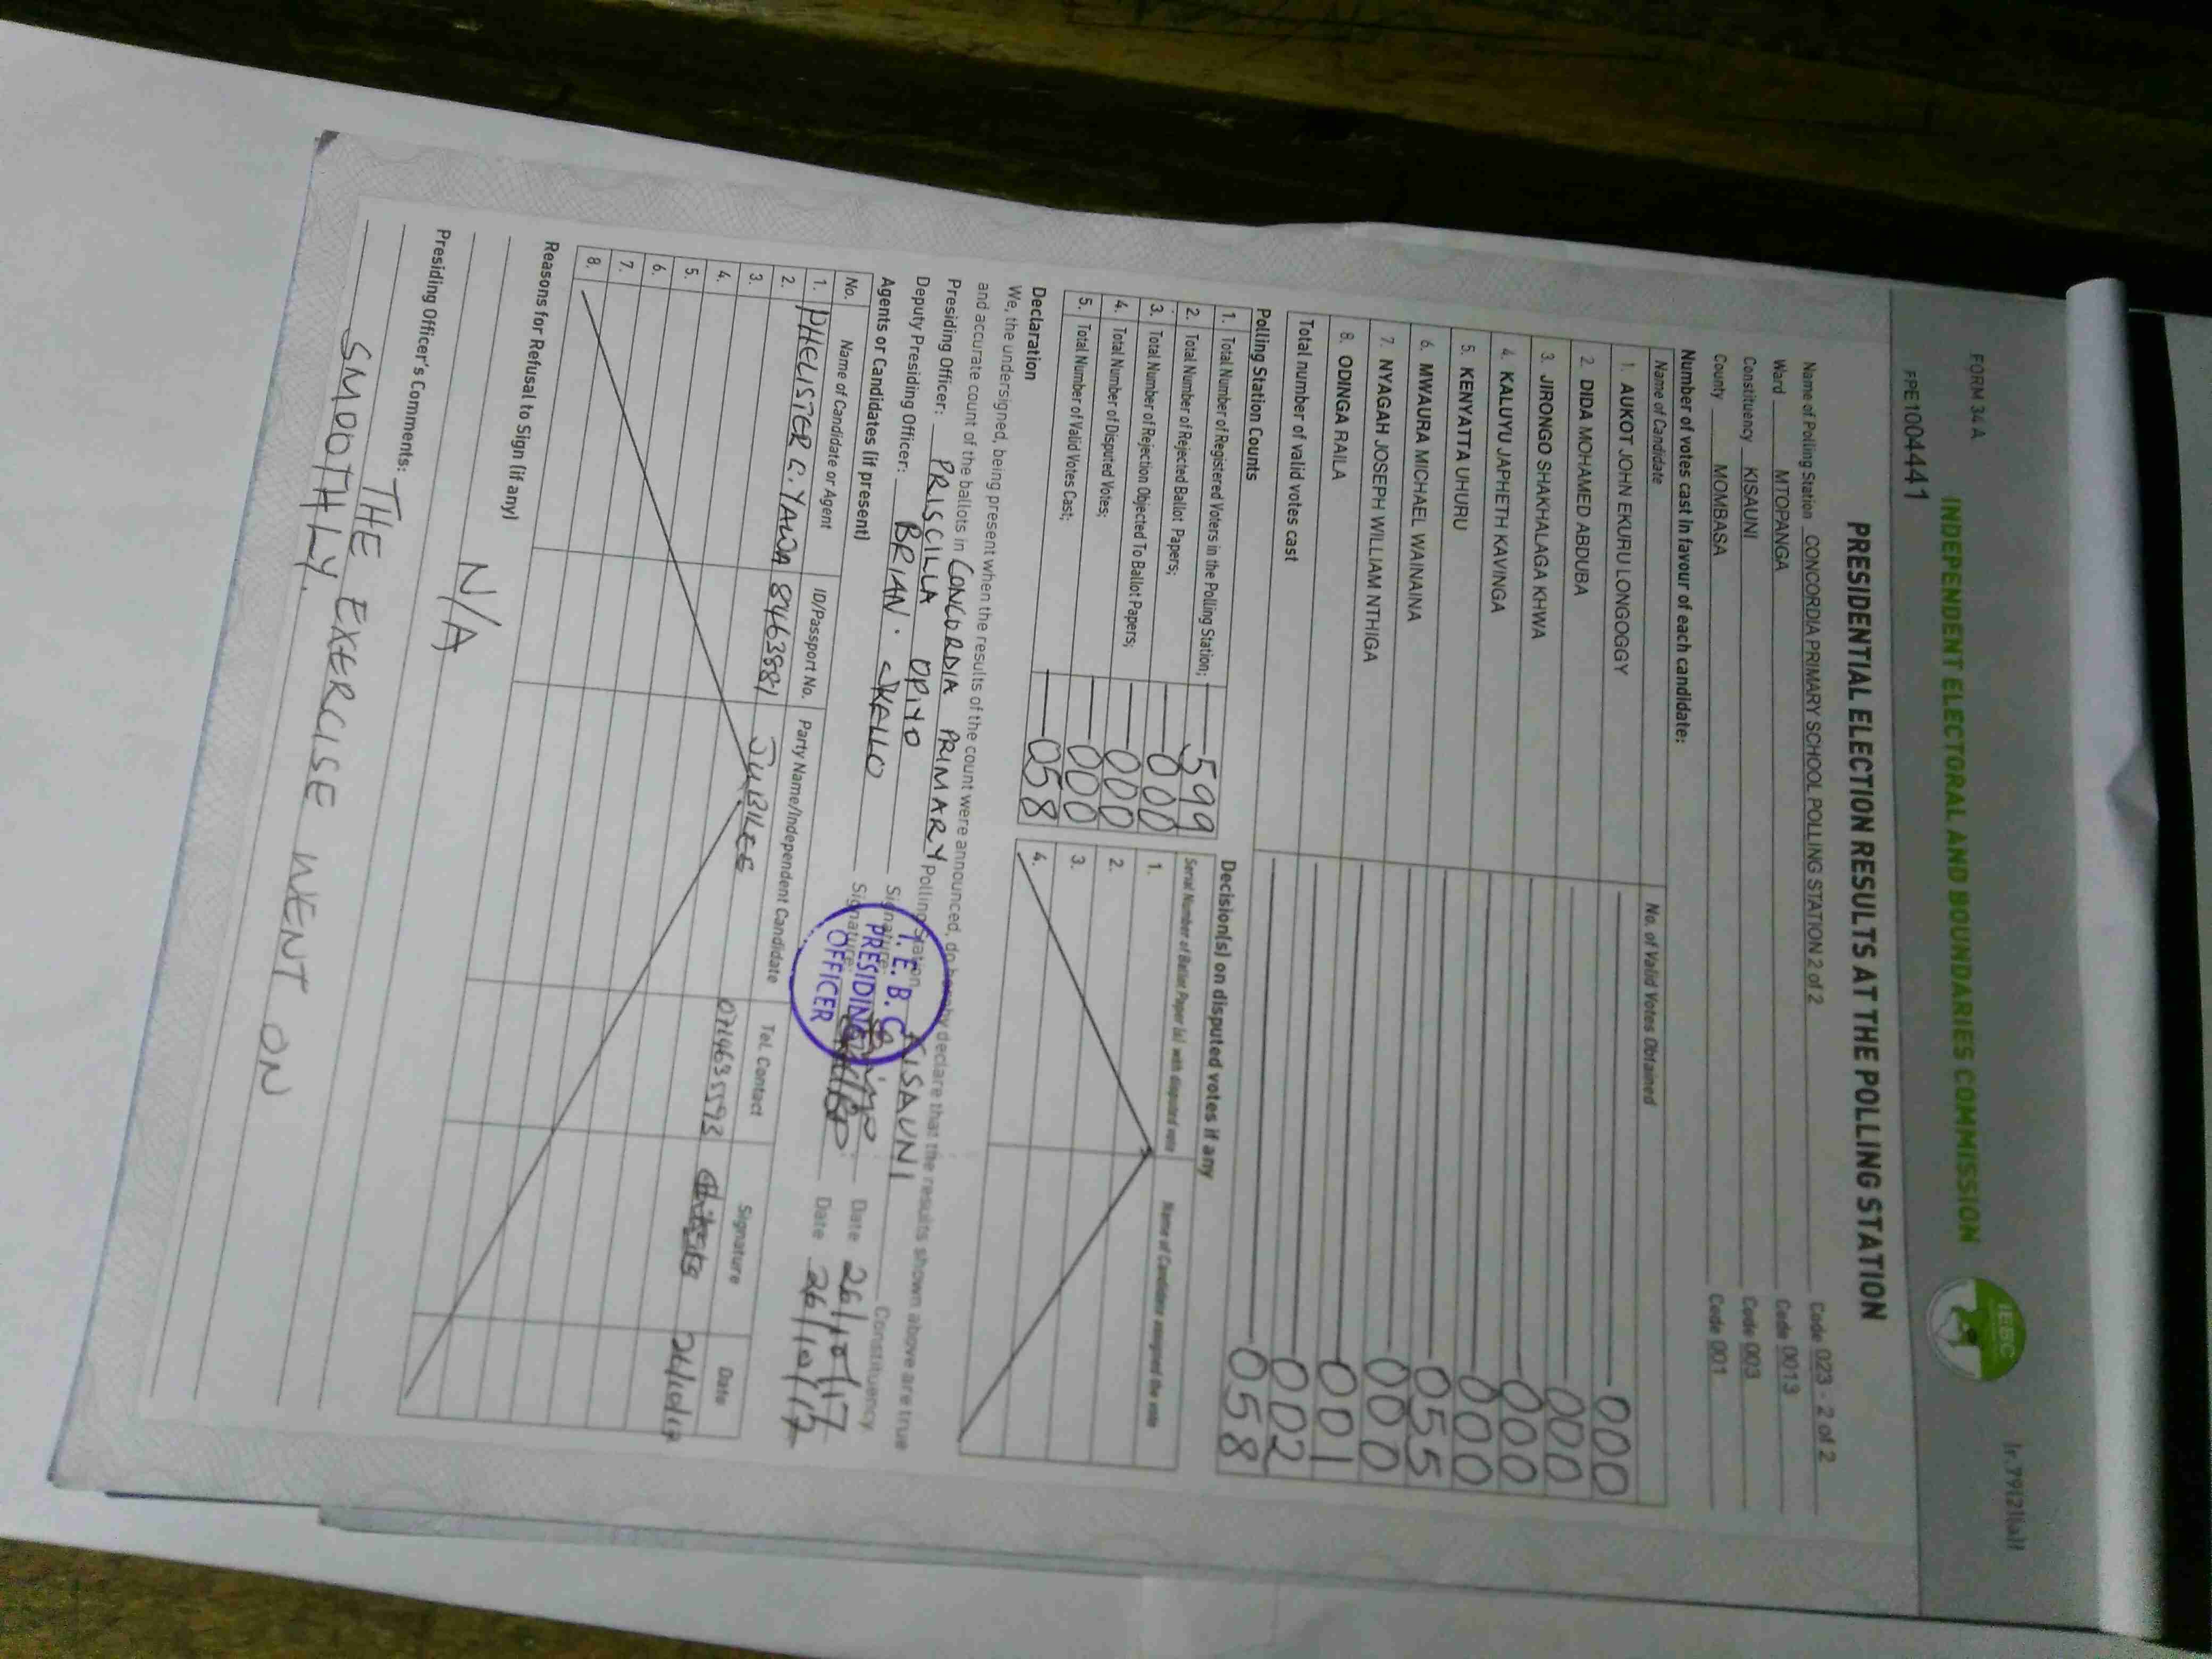 FORM 34A
Ir.7912(1)(a)
INDEPENDENT ELECTORAL AND BOUNDARIES COMMISSION
IEBC
FPE1004441
PRESIDENTIAL ELECTION RESULTS AT THE POLLING STATION
Name of Polling Station CONCORDIA PRIMARY SCHOOL POLLING STATION 2 of 2 Code 023 - 2 of 2
Ward MTOPANGA Code 0013
Constituency KISAUNI Code 003
County MOMBASA Code 001
Number of votes cast in favour of each candidate:
Name of Candidate No. of Valid Votes Obtained
1. AUKOT JOHN EKURU LONGOGGY 000
2. DIDA MOHAMED ABDUBA 000
3. JIRONGO SHAKHALAGA KHWA 000
4. KALUYU JAPHETH KAVINGA 000
5. KENYATTA UHURU 055
6. MWAURA MICHAEL WAINAINA 000
7. NYAGAH JOSEPH WILLIAM NTHIGA 001
8. ODINGA RAILA 002
Total number of valid votes cast 058
Polling Station Counts
1. Total Number of Registered Voters in the Polling Station; 599
2. Total Number of Rejected Ballot Papers; 000
3. Total Number of Rejection Objected To Ballot Papers; 000
4. Total Number of Disputed Votes; 000
5. Total Number of Valid Votes Cast; 058
Decision(s) on disputed votes if any
Serial Number of Ballot Paper (s) with disputed vote Name of Candidate assigned the vote
1.
2.
3.
4.
Declaration
We, the undersigned, being present when the results of the count were announced, do hereby declare that the results shown above are true
and accurate count of the ballots in CONCORDIA PRIMARY Polling Station KISAUNI Constituency
Presiding Officer: PRISCILLA OPIYO Signature: Date 26/10/17
Deputy Presiding Officer: BRIAN. Signature: Date 26/10/17
I. E. B. C
PRESIDING
OFFICER
Agents or Candidates (if present)
No. Name of Candidate or Agent ID/Passport No. Party Name/Independent Candidate Tel. Contact Signature Date
1. PHELISTER C. YAWA 8463881 JUBILEE 0714635593 26/10/17
2.
3.
4.
5.
6.
7.
8.
Reasons for Refusal to Sign (if any)
N/A
Presiding Officer's Comments: THE EXERCISE WENT ON
SMOOTHLY.